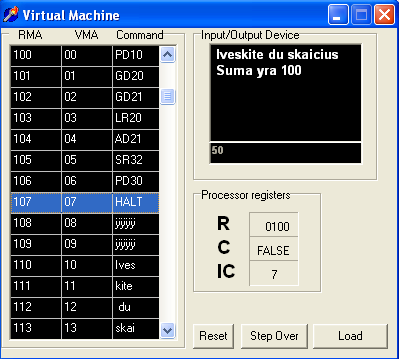 Virtual Machine
RMA VMA Command
100 00 PD10
101 01 GD20
102 02 GD21
103 03 LR20
104 04 AD21
105 05 SR32
106 06 PD30
107 07 HALT
108 08 ÿÿÿÿ
109 09 ÿÿÿÿ
110 10 Ives
111 11 kite
112 12 du
113 13 skai
Input/Output Device
Iveskite du skaicius
Suma yra 100
50
Processor registers
R 0100
C FALSE
IC 7
Reset Step Over Load